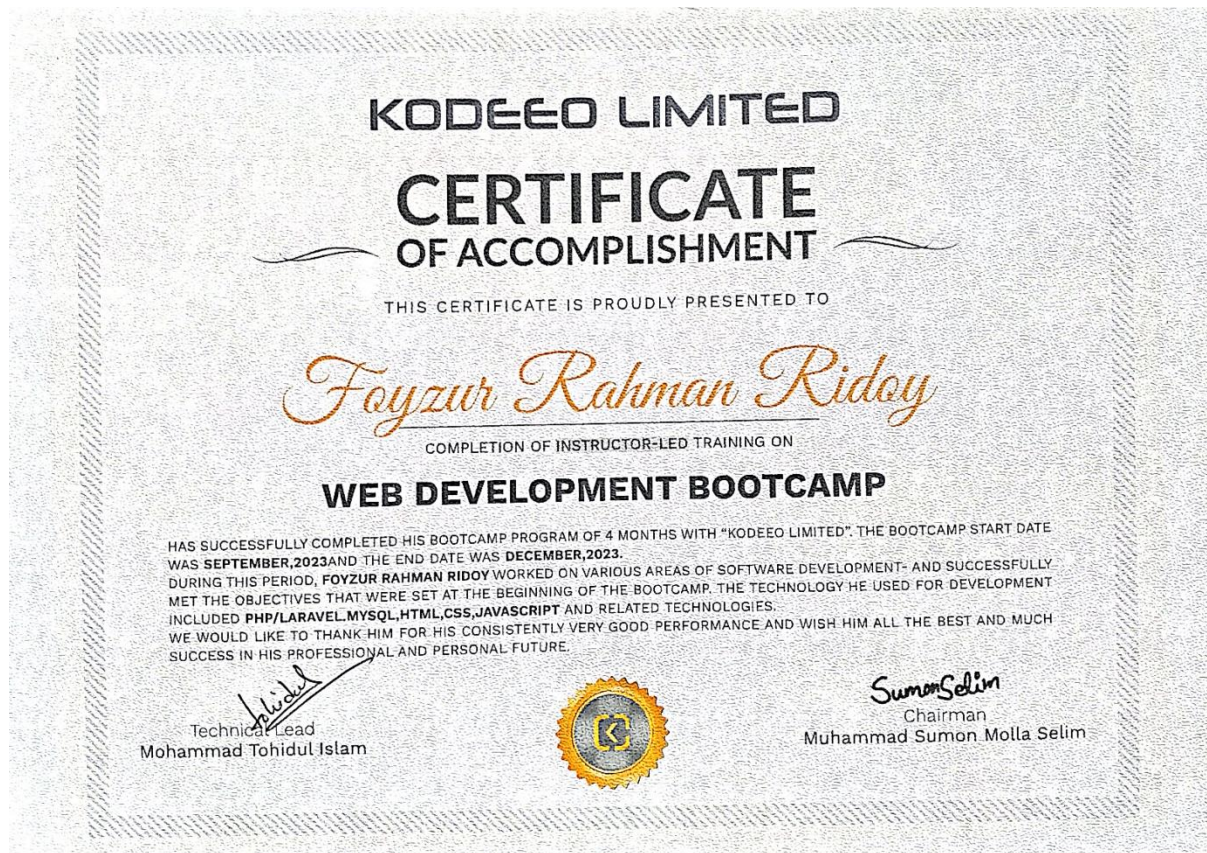 KODEEO LIMITED
CERTIFICATE
OF ACCOMPLISHMENT
THIS CERTIFICATE IS PROUDLY PRESENTED TO
Foyzur Rahman Ridoy
COMPLETION OF INSTRUCTOR-LED TRAINING ON
WEB DEVELOPMENT BOOTCAMP
HAS SUCCESSFULLY COMPLETED HIS BOOTCAMP PROGRAM OF 4 MONTHS WITH “KODEEO LIMITED”. THE BOOTCAMP START DATE
WAS SEPTEMBER,2023AND THE END DATE WAS DECEMBER,2023.
DURING THIS PERIOD, FOYZUR RAHMAN RIDOY WORKED ON VARIOUS AREAS OF SOFTWARE DEVELOPMENT- AND SUCCESSFULLY
MET THE OBJECTIVES THAT WERE SET AT THE BEGINNING OF THE BOOTCAMP. THE TECHNOLOGY HE USED FOR DEVELOPMENT
INCLUDED PHP/LARAVEL.MYSQL,HTML,CSS,JAVASCRIPT AND RELATED TECHNOLOGIES.
WE WOULD LIKE TO THANK HIM FOR HIS CONSISTENTLY VERY GOOD PERFORMANCE AND WISH HIM ALL THE BEST AND MUCH
SUCCESS IN HIS PROFESSIONAL AND PERSONAL FUTURE.
Tohidul
Technical Lead
Mohammad Tohidul Islam
K
Sumon Selim
Chairman
Muhammad Sumon Molla Selim